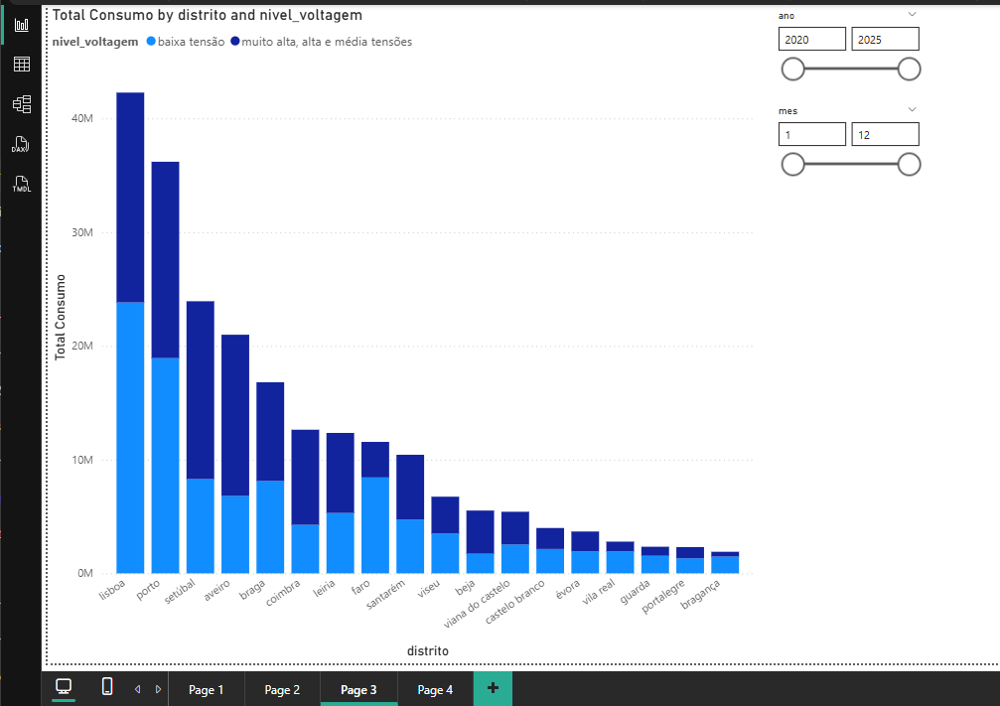 Total Consumo by distrito and nivel_voltagem
nivel_voltagem baixa tensão muito alta, alta e média tensões
40M
30M
20M
10M
0M
Total Consumo
lisboa
porto
setúbal
aveiro
braga
coimbra
leiria
faro
santarém
viseu
beja
viana do castelo
castelo branco
évora
vila real
guarda
portalegre
bragança
distrito
ano
2020 2025
mes
1 12
DAX
TMDL
Page 1 Page 2 Page 3 Page 4 +